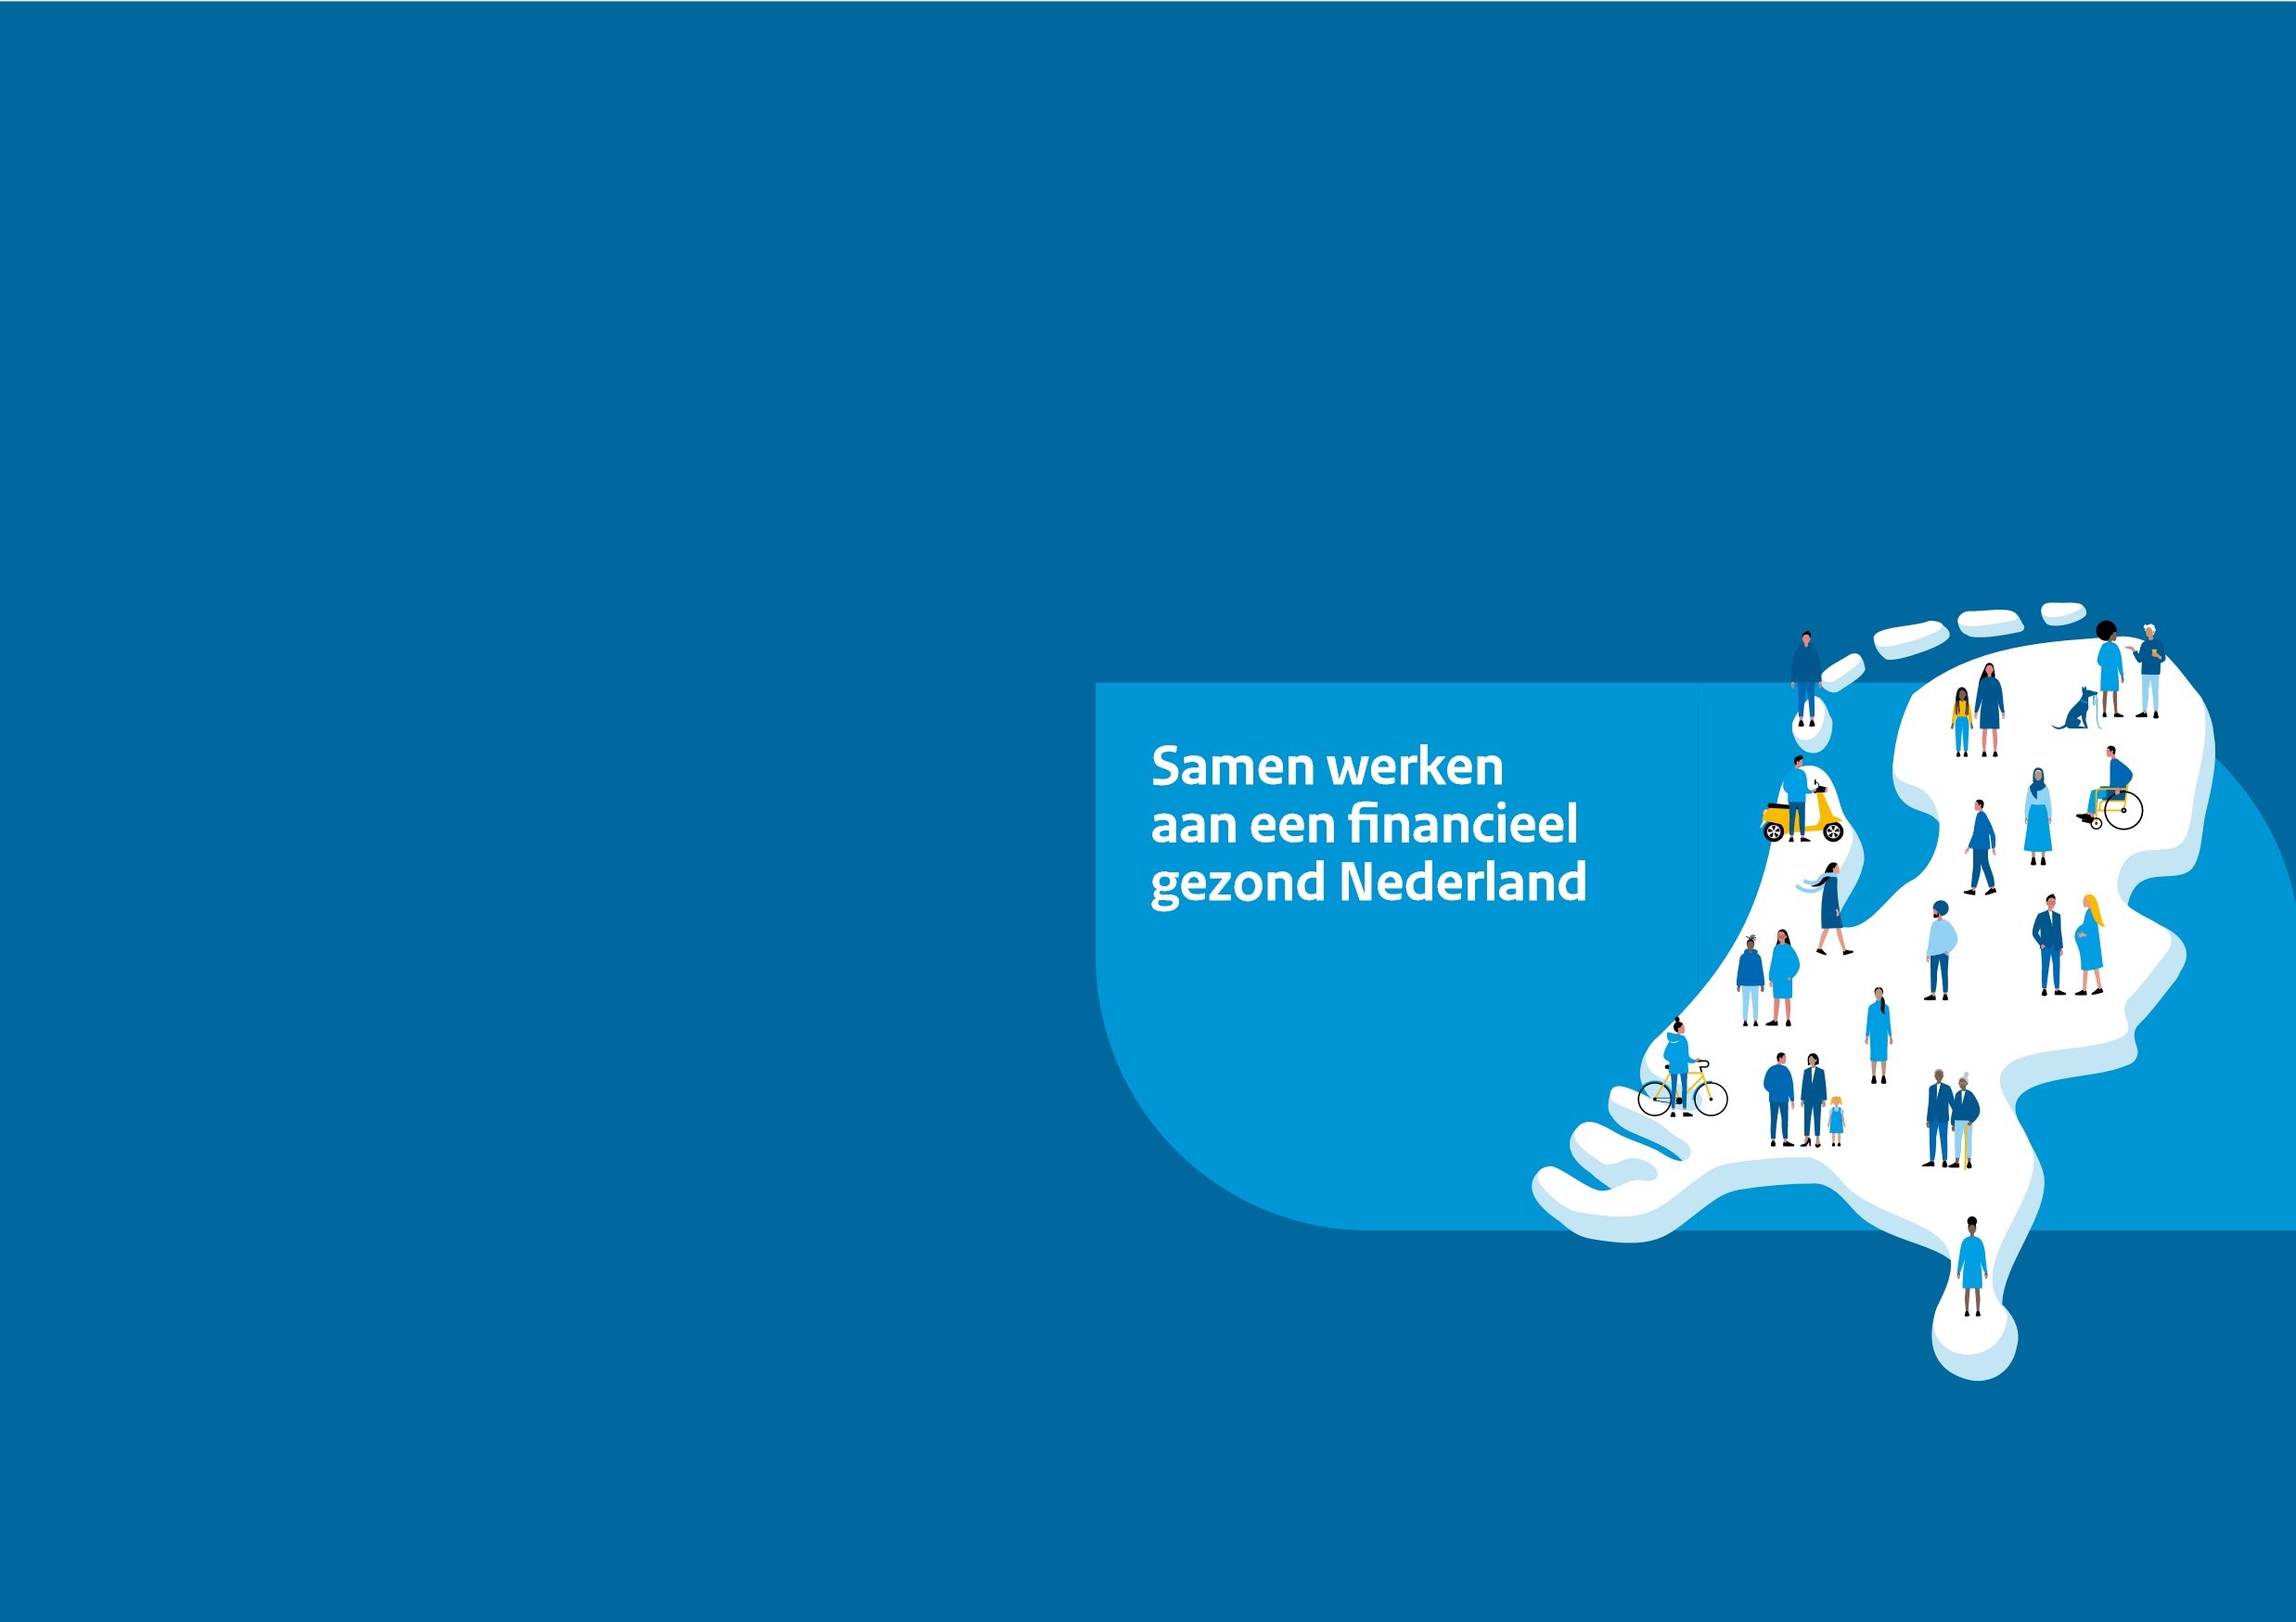 Samen werken
aan een financieel
gezond Nederland